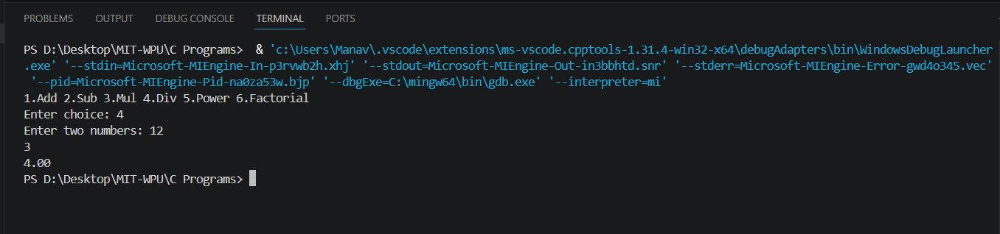 PROBLEMS OUTPUT DEBUG CONSOLE TERMINAL PORTS
PS D:\Desktop\MIT-WPU\C Programs>  & 'c:\Users\Manav\.vscode\extensions\ms-vscode.cpptools-1.31.4-win32-x64\debugAdapters\bin\WindowsDebugLauncher
.exe' '--stdin=Microsoft-MIEngine-In-p3rvwb2h.xhj' '--stdout=Microsoft-MIEngine-Out-in3bbhtd.snr' '--stderr=Microsoft-MIEngine-Error-gwd4o345.vec'
'--pid=Microsoft-MIEngine-Pid-na0za53w.bjp' '--dbgExe=C:\mingw64\bin\gdb.exe' '--interpreter=mi'
1.Add 2.Sub 3.Mul 4.Div 5.Power 6.Factorial
Enter choice: 4
Enter two numbers: 12
3
4.00
PS D:\Desktop\MIT-WPU\C Programs>